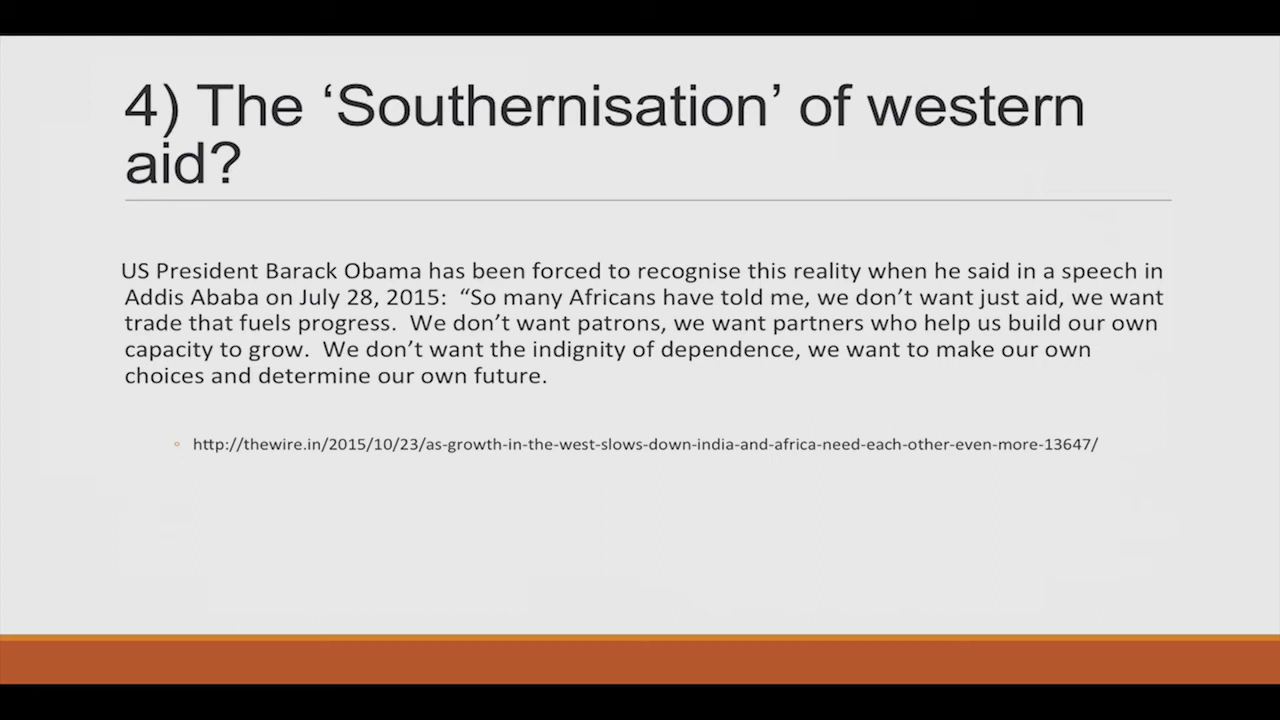 4) The ‘Southernisation’ of western
aid?
US President Barack Obama has been forced to recognise this reality when he said in a speech in
Addis Ababa on July 28, 2015:  “So many Africans have told me, we don’t want just aid, we want
trade that fuels progress.  We don’t want patrons, we want partners who help us build our own
capacity to grow.  We don’t want the indignity of dependence, we want to make our own
choices and determine our own future.
http://thewire.in/2015/10/23/as-growth-in-the-west-slows-down-india-and-africa-need-each-other-even-more-13647/